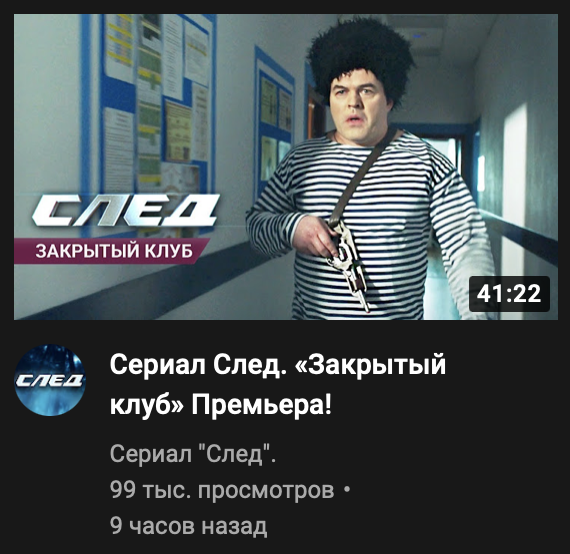 СЛЕД
ЗАКРЫТЫЙ КЛУБ
41:22
СЛЕД
Сериал След. «Закрытый
клуб» Премьера!
Сериал "След".
99 тыс. просмотров •
9 часов назад